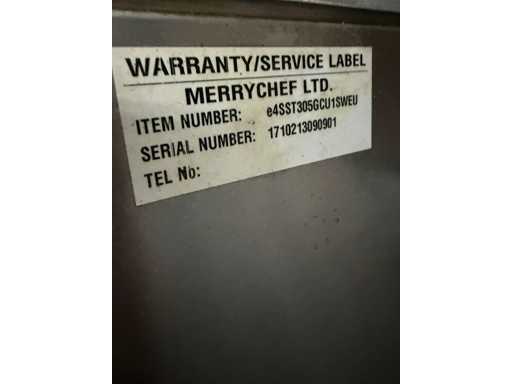 WARRANTY/SERVICE LABEL
MERRYCHEF LTD.
ITEM NUMBER: e4SST305GCU1SWEU
SERIAL NUMBER: 1710213090901
TEL No: